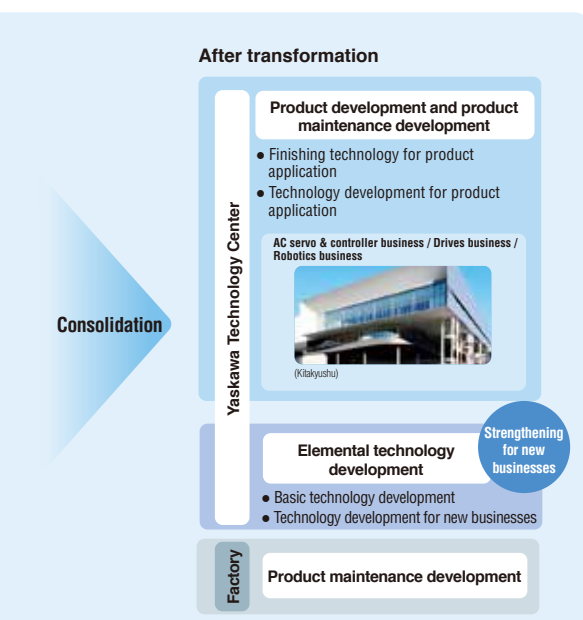 After transformation
Product development and product
maintenance development
● Finishing technology for product
application
● Technology development for product
application
AC servo & controller business / Drives business /
Robotics business
(Kitakyushu)
Yaskawa Technology Center
Consolidation
Strengthening
for new
businesses
Elemental technology
development
● Basic technology development
● Technology development for new businesses
Factory
Product maintenance development